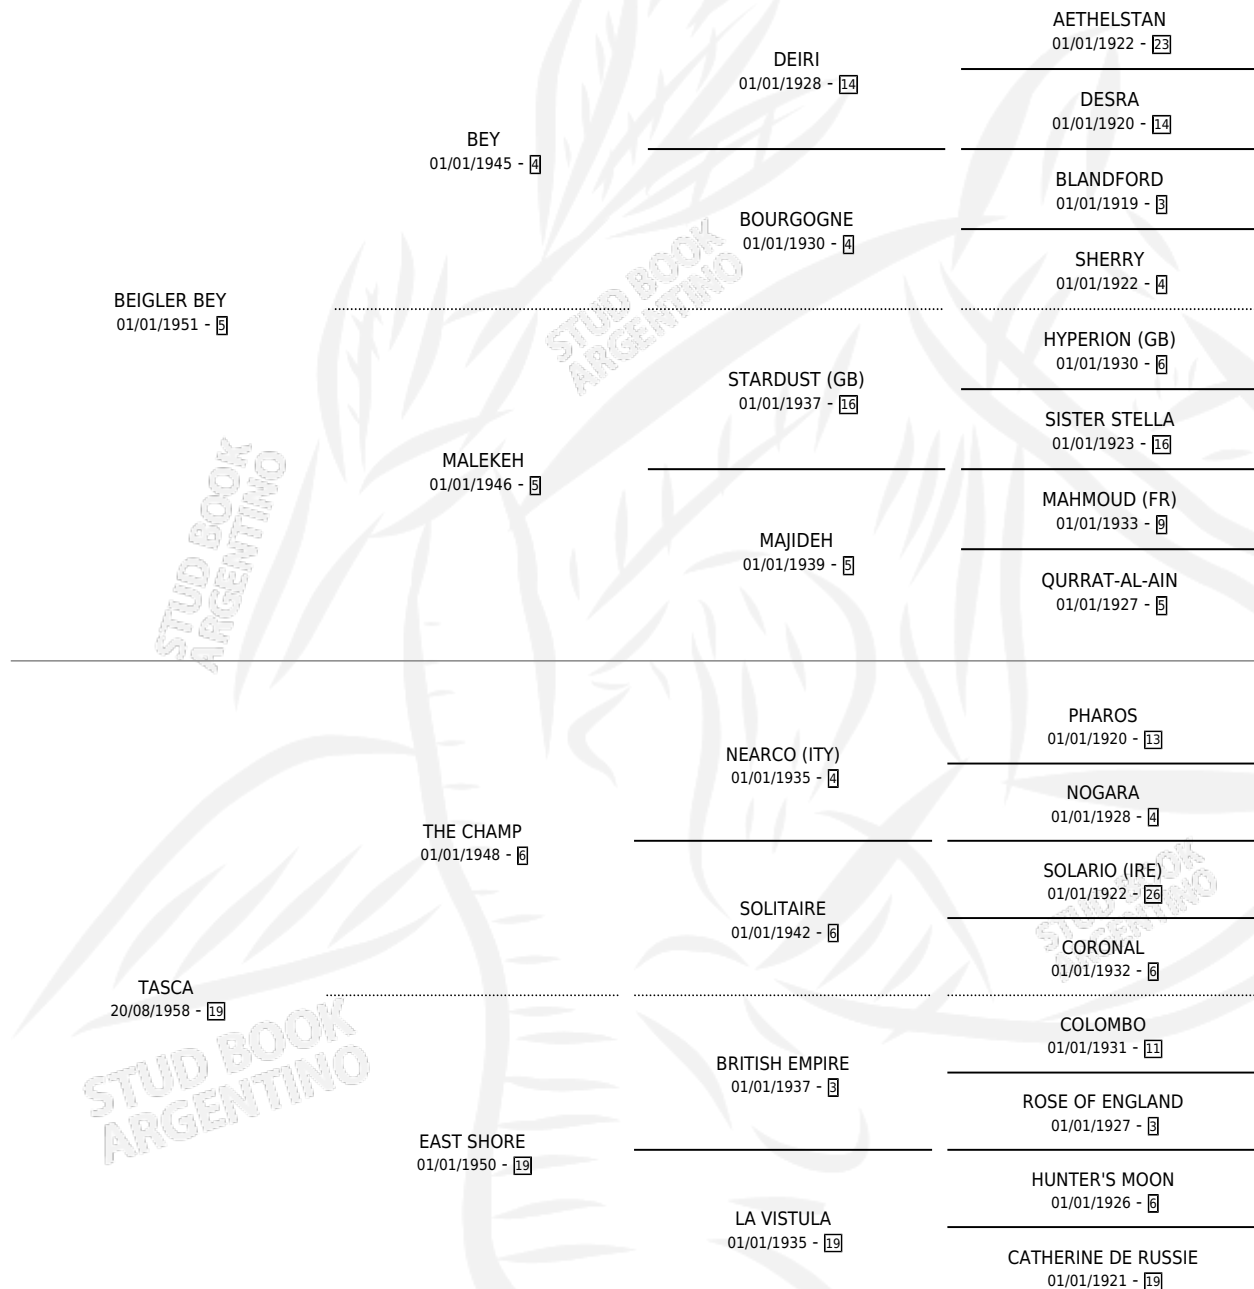 AETHELSTAN
01/01/1922 - 23
DEIRI
01/01/1928 - 14
DESRA
01/01/1920 - 14
BEY
01/01/1945 - 4
BLANDFORD
01/01/1919 - 3
BOURGOGNE
01/01/1930 - 4
SHERRY
01/01/1922 - 4
BEIGLER BEY
01/01/1951 - 5
HYPERION (GB)
01/01/1930 - 6
STARDUST (GB)
01/01/1937 - 16
SISTER STELLA
01/01/1923 - 16
MALEKEH
01/01/1946 - 5
MAHMOUD (FR)
01/01/1933 - 9
MAJIDEH
01/01/1939 - 5
QURRAT-AL-AIN
01/01/1927 - 5
PHAROS
01/01/1920 - 13
NEARCO (ITY)
01/01/1935 - 4
NOGARA
01/01/1928 - 4
THE CHAMP
01/01/1948 - 6
SOLARIO (IRE)
01/01/1922 - 26
SOLITAIRE
01/01/1942 - 6
CORONAL
01/01/1932 - 6
TASCA
20/08/1958 - 19
COLOMBO
01/01/1931 - 11
BRITISH EMPIRE
01/01/1937 - 3
ROSE OF ENGLAND
01/01/1927 - 3
EAST SHORE
01/01/1950 - 19
HUNTER'S MOON
01/01/1926 - 6
LA VISTULA
01/01/1935 - 19
CATHERINE DE RUSSIE
01/01/1921 - 19
STUD BOOK
ARGENTINO
STUD BOOK
ARGENTINO
STUD BOOK
ARGENTINO
STUD BOOK
ARGENTINO